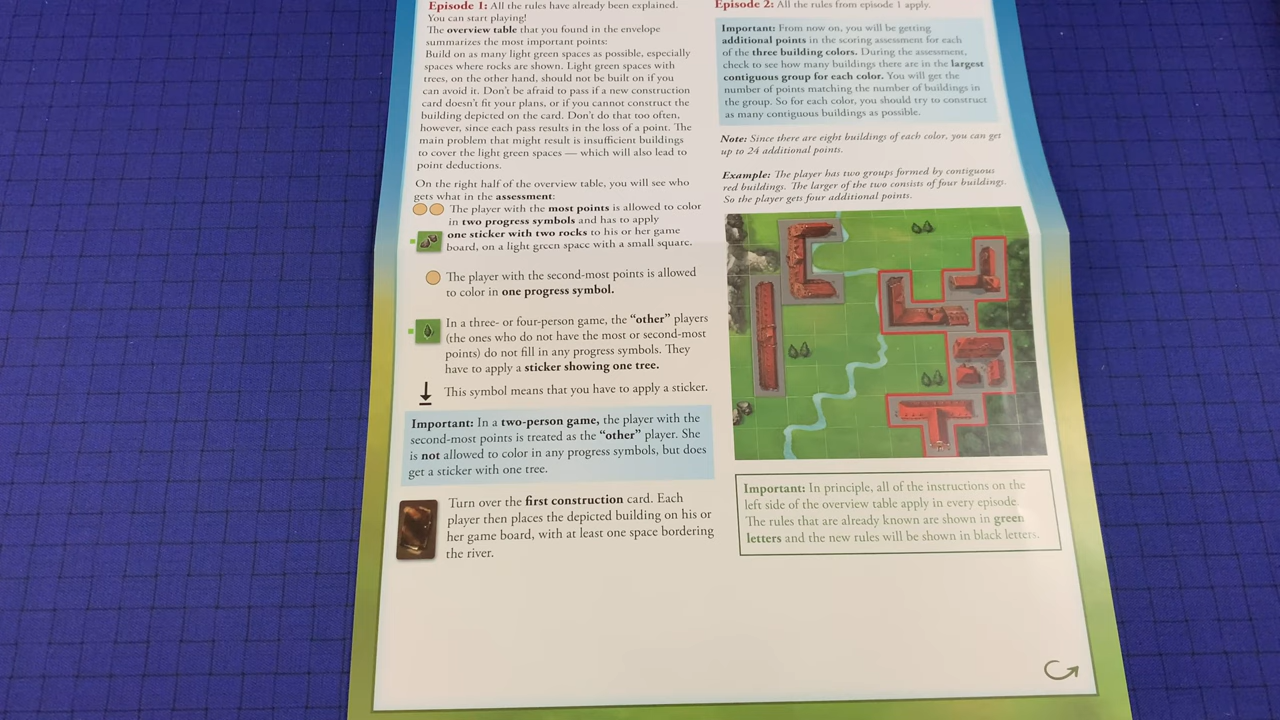 Episode 1: All the rules have already been explained.
You can start playing!
The overview table that you found in the envelope
summarizes the most important points:
Build on as many light green spaces as possible, especially
spaces where rocks are shown. Light green spaces with
trees, on the other hand, should not be built on if you
can avoid it. Don't be afraid to pass if a new construction
card doesn't fit your plans, or if you cannot construct the
building depicted on the card. Don't do that too often,
however, since each pass results in the loss of a point. The
main problem that might result is insufficient buildings
to cover the light green spaces — which will also lead to
point deductions.
On the right half of the overview table, you will see who
gets what in the assessment:
The player with the most points is allowed to color
in two progress symbols and has to apply
one sticker with two rocks to his or her game
board, on a light green space with a small square.
The player with the second-most points is allowed
to color in one progress symbol.
In a three- or four-person game, the “other” players
(the ones who do not have the most or second-most
points) do not fill in any progress symbols. They
have to apply a sticker showing one tree.
This symbol means that you have to apply a sticker.
Important: In a two-person game, the player with the
second-most points is treated as the “other” player. She
is not allowed to color in any progress symbols, but does
get a sticker with one tree.
Turn over the first construction card. Each
player then places the depicted building on his or
her game board, with at least one space bordering
the river.
Episode 2: All the rules from episode 1 apply.
Important: From now on, you will be getting
additional points in the scoring assessment for each
of the three building colors. During the assessment,
check to see how many buildings there are in the largest
contiguous group for each color. You will get the
number of points matching the number of buildings in
the group. So for each color, you should try to construct
as many contiguous buildings as possible.
Note: Since there are eight buildings of each color, you can get
up to 24 additional points.
Example: The player has two groups formed by contiguous
red buildings. The larger of the two consists of four buildings.
So the player gets four additional points.
Important: In principle, all of the instructions on the
left side of the overview table apply in every episode.
The rules that are already known are shown in green
letters and the new rules will be shown in black letters.